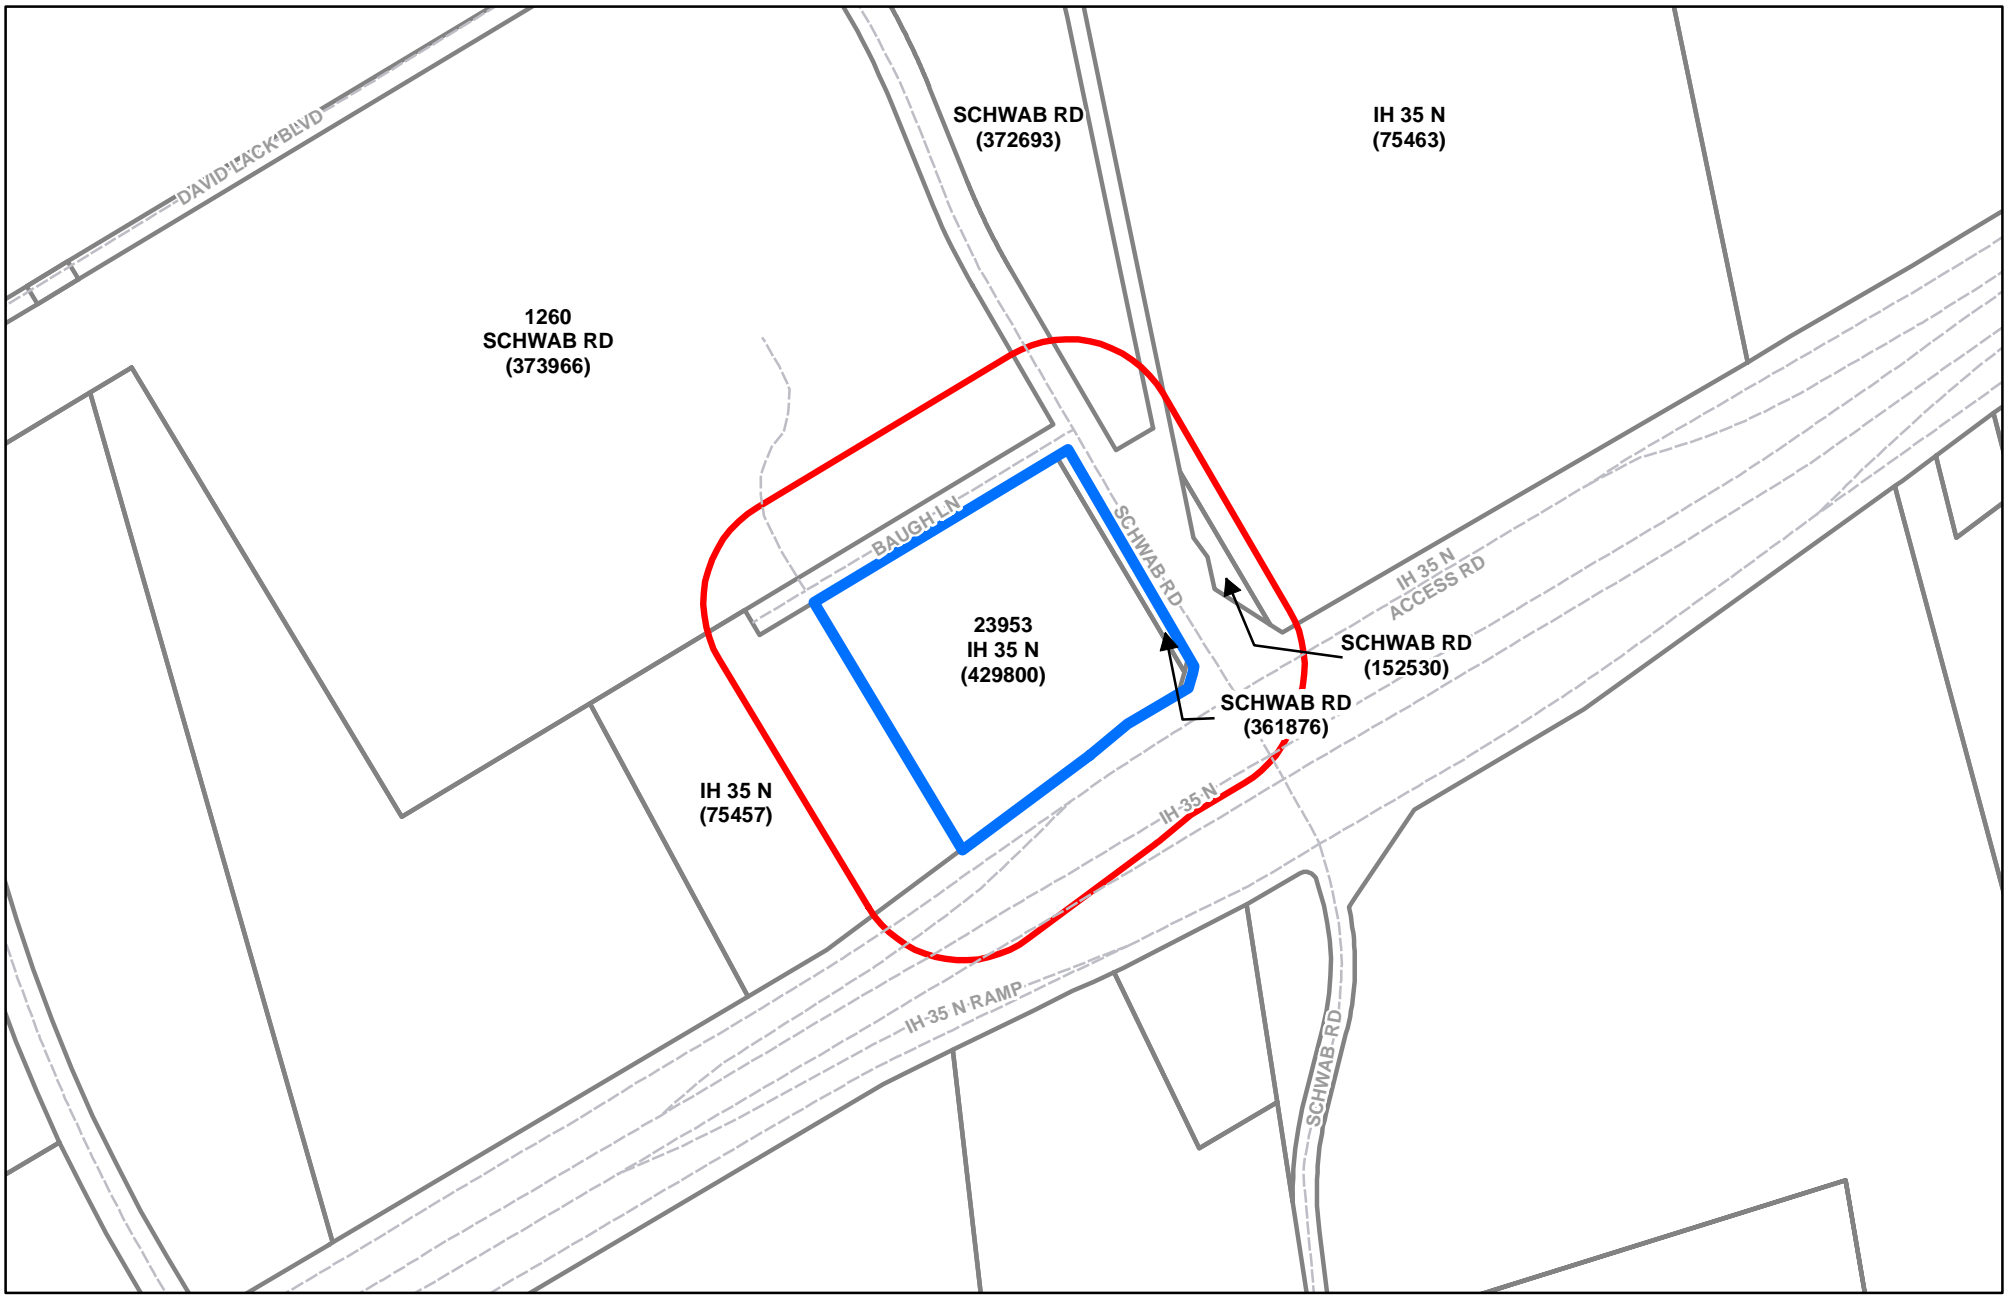 DAVID LACK BLVD
SCHWAB RD
(372693)
IH 35 N
(75463)
1260
SCHWAB RD
(373966)
BAUGH LN
SCHWAB RD
IH 35 N
ACCESS RD
23953
IH 35 N
(429800)
SCHWAB RD
(152530)
SCHWAB RD
(361876)
IH 35 N
(75457)
IH 35 N
IH 35 N RAMP
SCHWAB RD